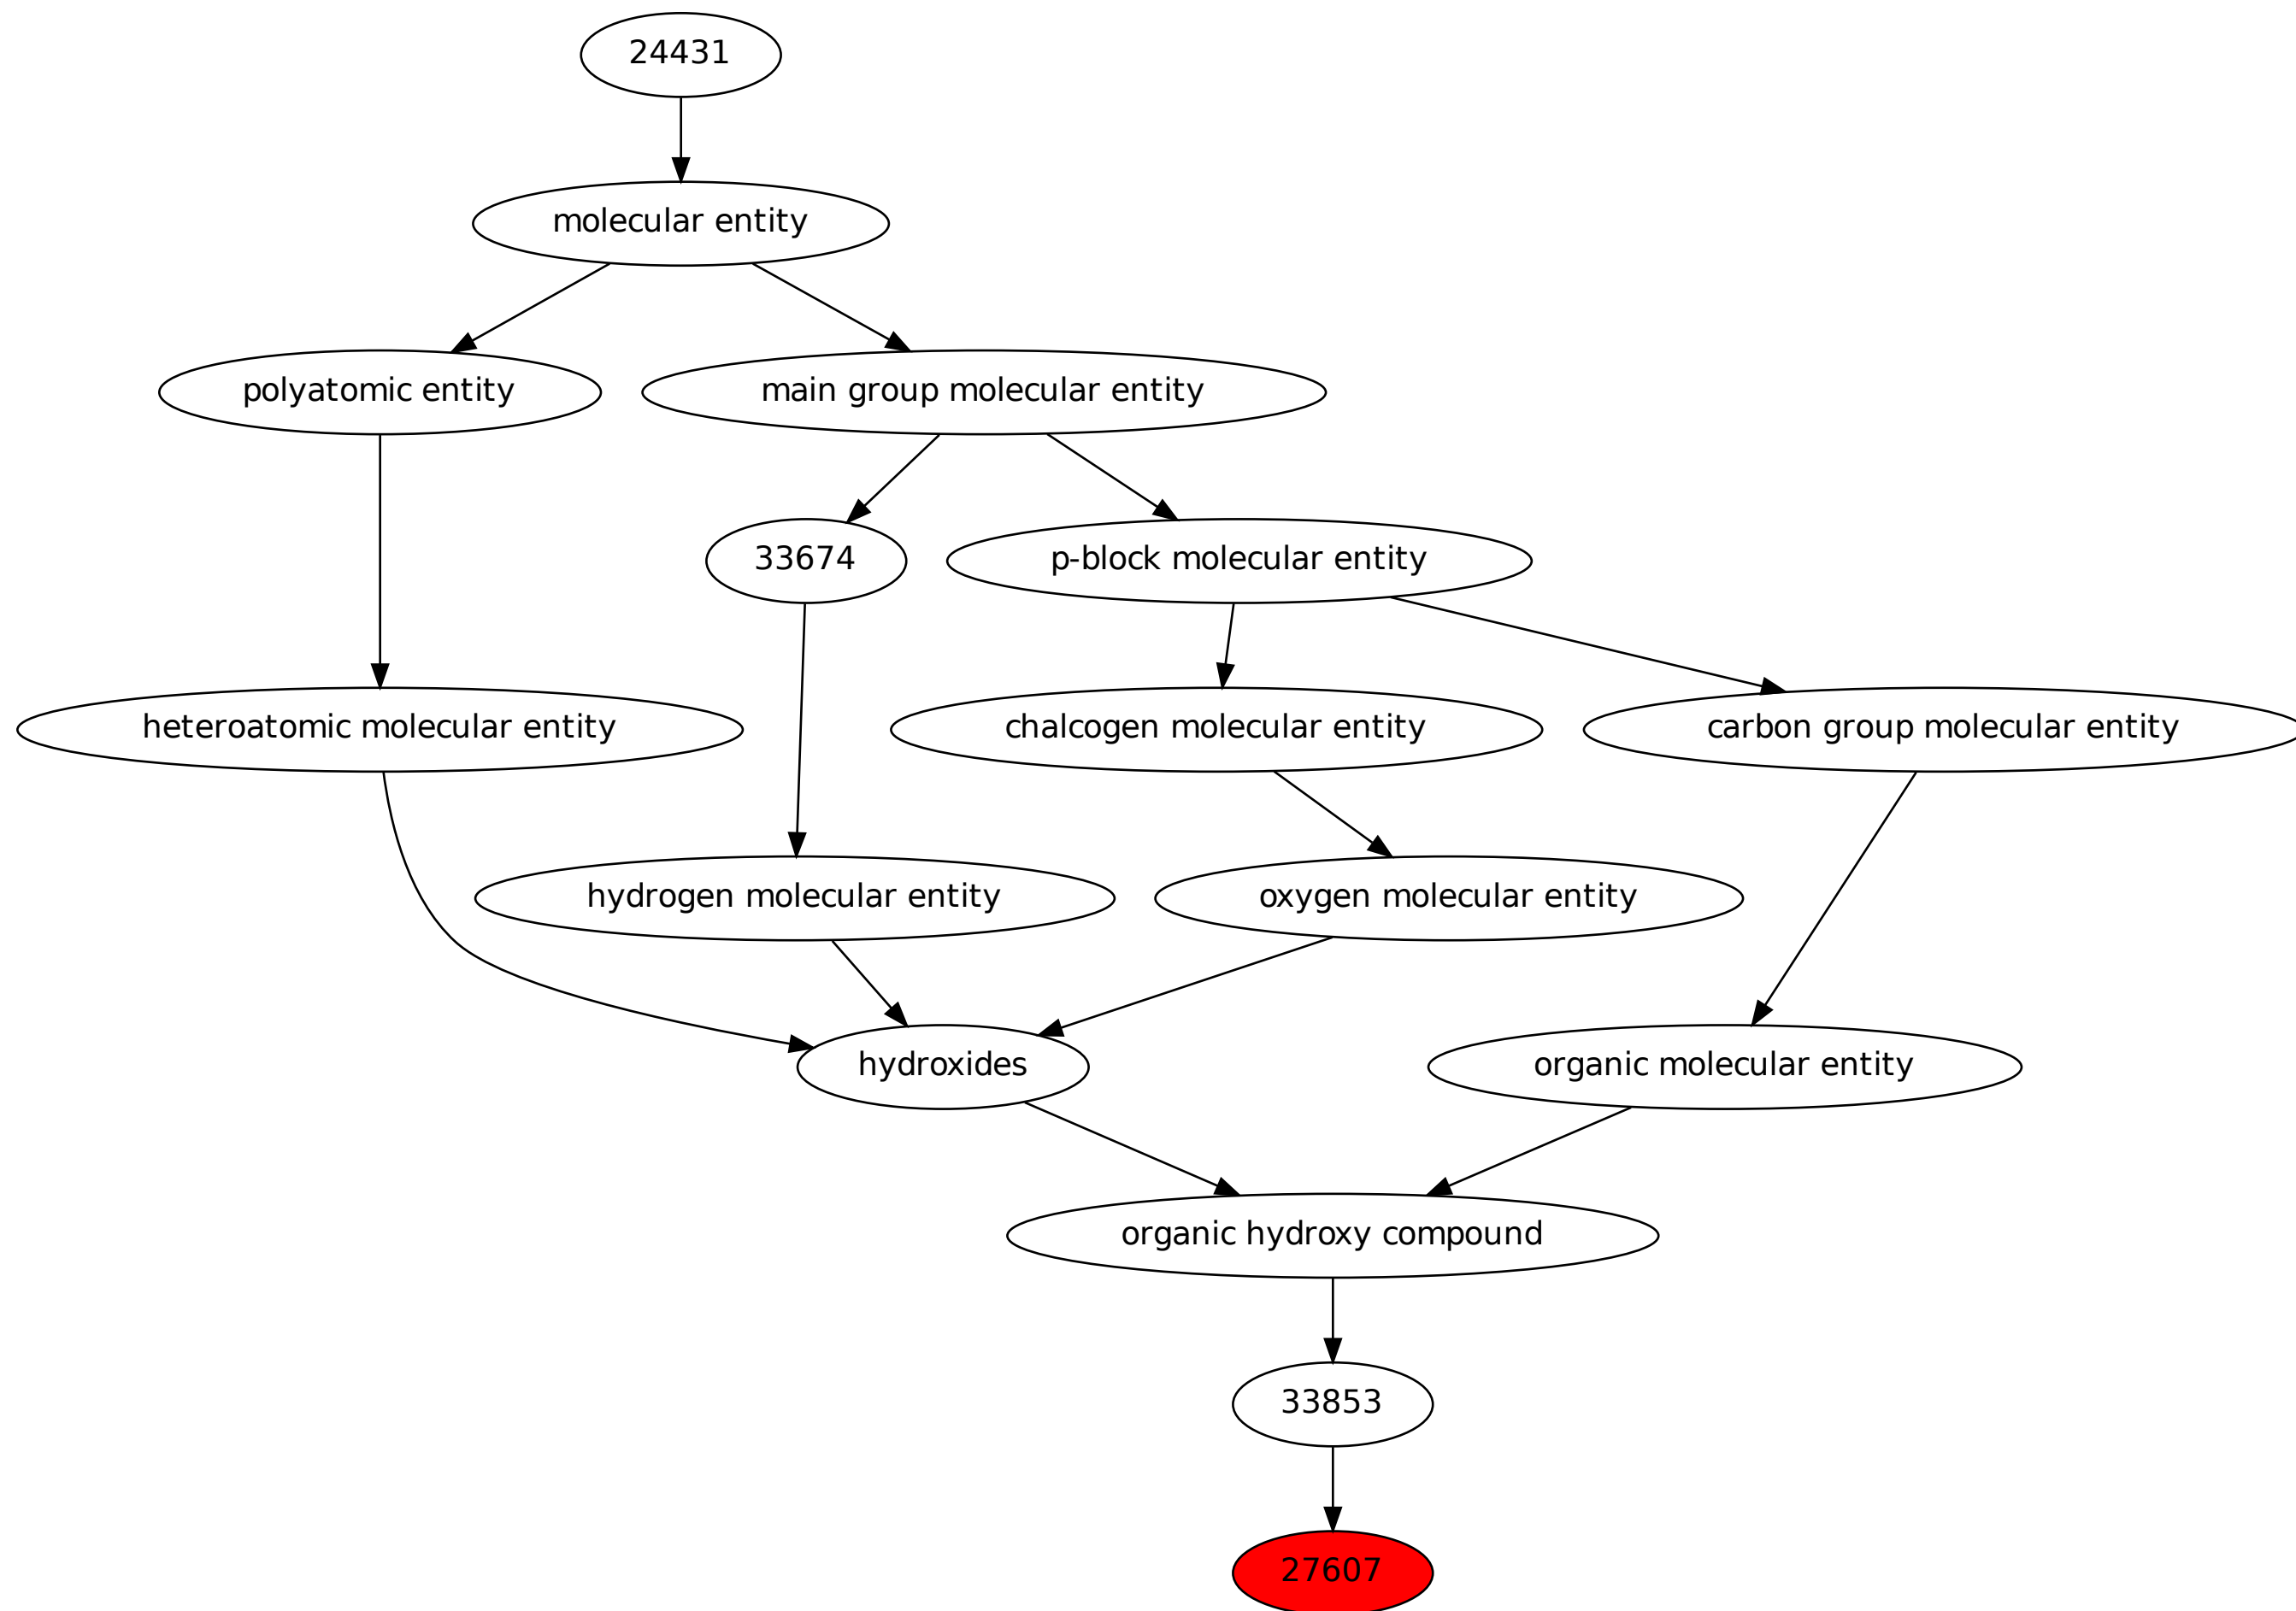 24431
molecular entity
polyatomic entity
main group molecular entity
33674
p-block molecular entity
heteroatomic molecular entity
chalcogen molecular entity
carbon group molecular entity
hydrogen molecular entity
oxygen molecular entity
hydroxides
organic molecular entity
organic hydroxy compound
33853
27607